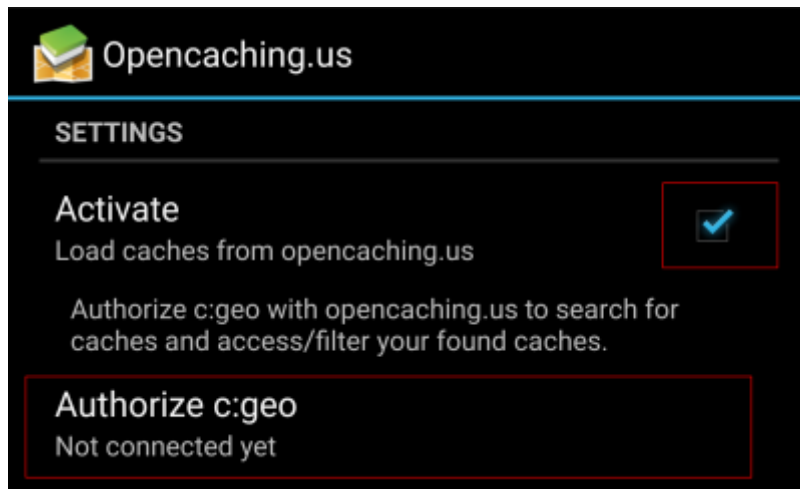 Opencaching.us
SETTINGS
Activate
Load caches from opencaching.us
Authorize c:geo with opencaching.us to search for
caches and access/filter your found caches.
Authorize c:geo
Not connected yet